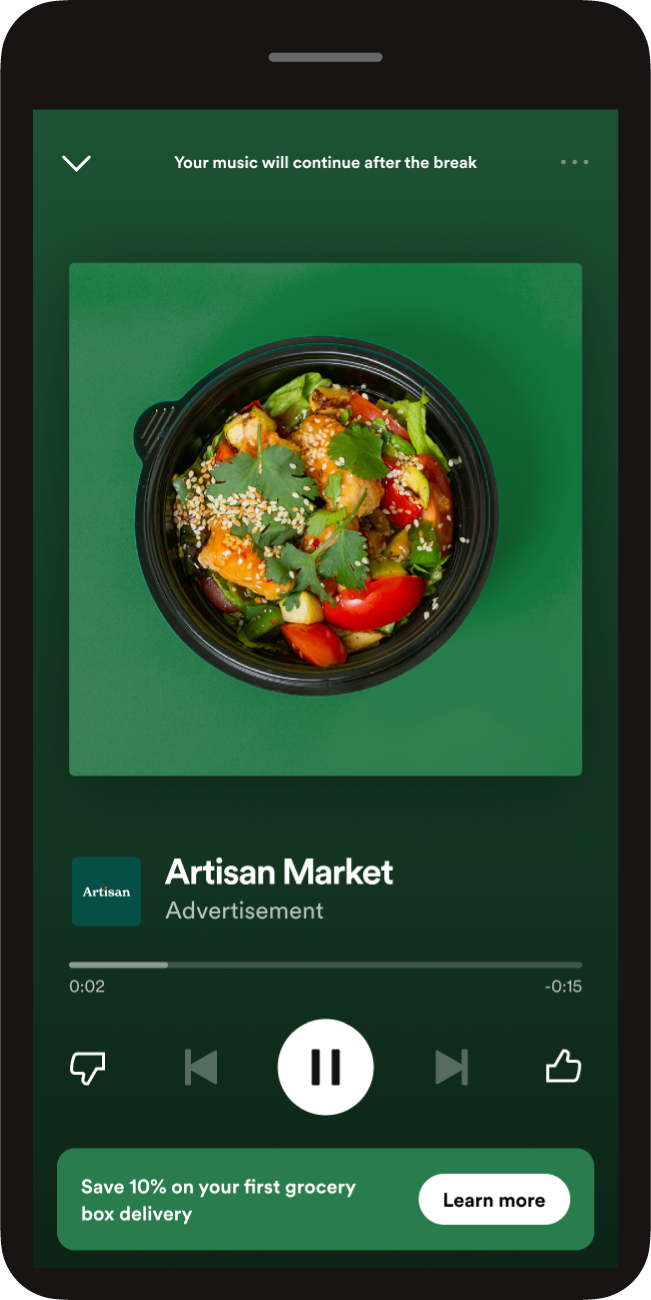 Your music will continue after the break
Artisan
Artisan Market
Advertisement
0:02
-0:15
Save 10% on your first grocery
box delivery
Learn more